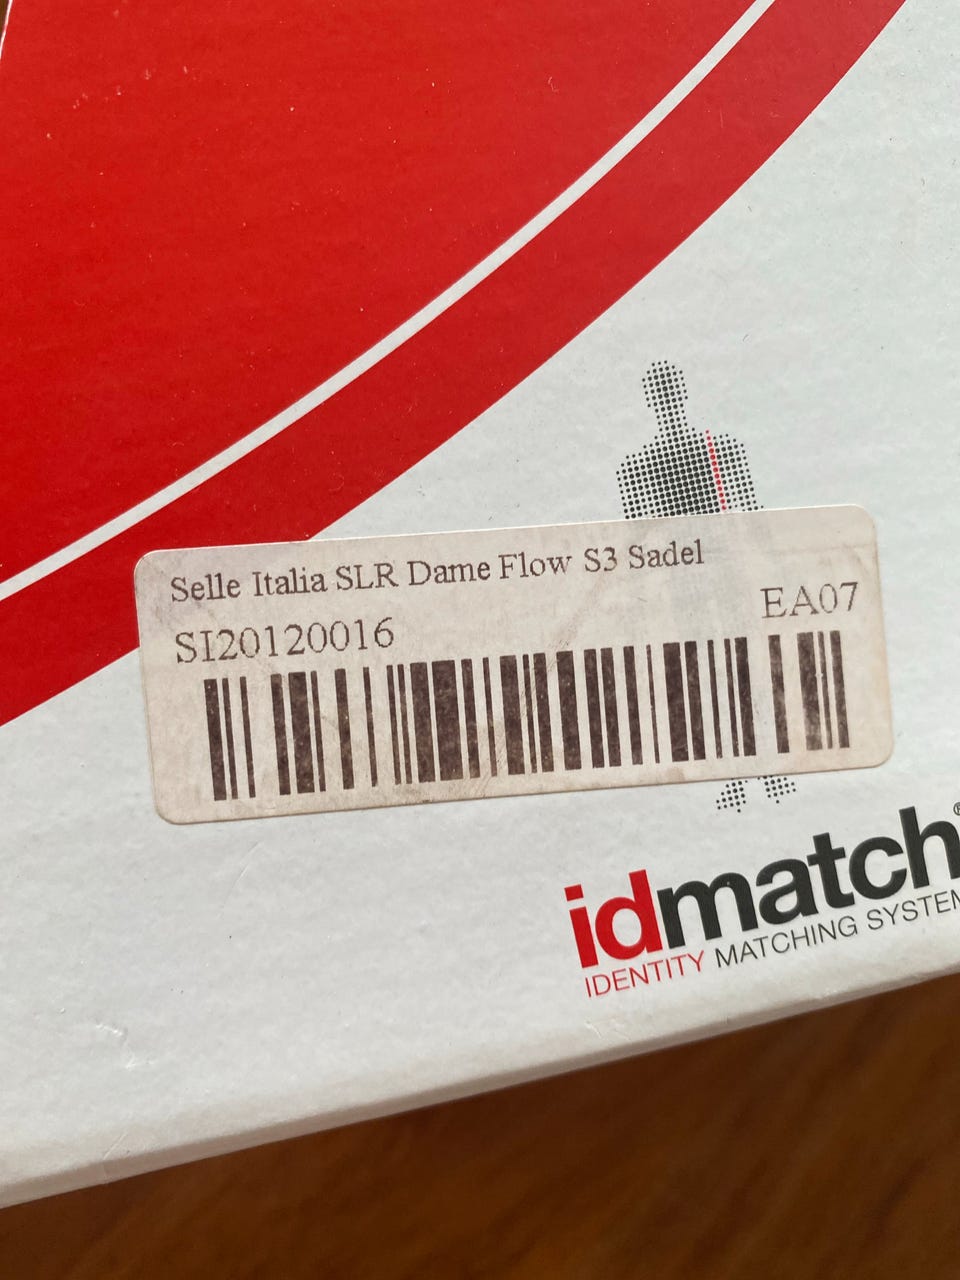 Selle Italia SLR Dame Flow S3 Sadel
EA07
SI20120016
idmatch®
IDENTITY MATCHING SYSTEM